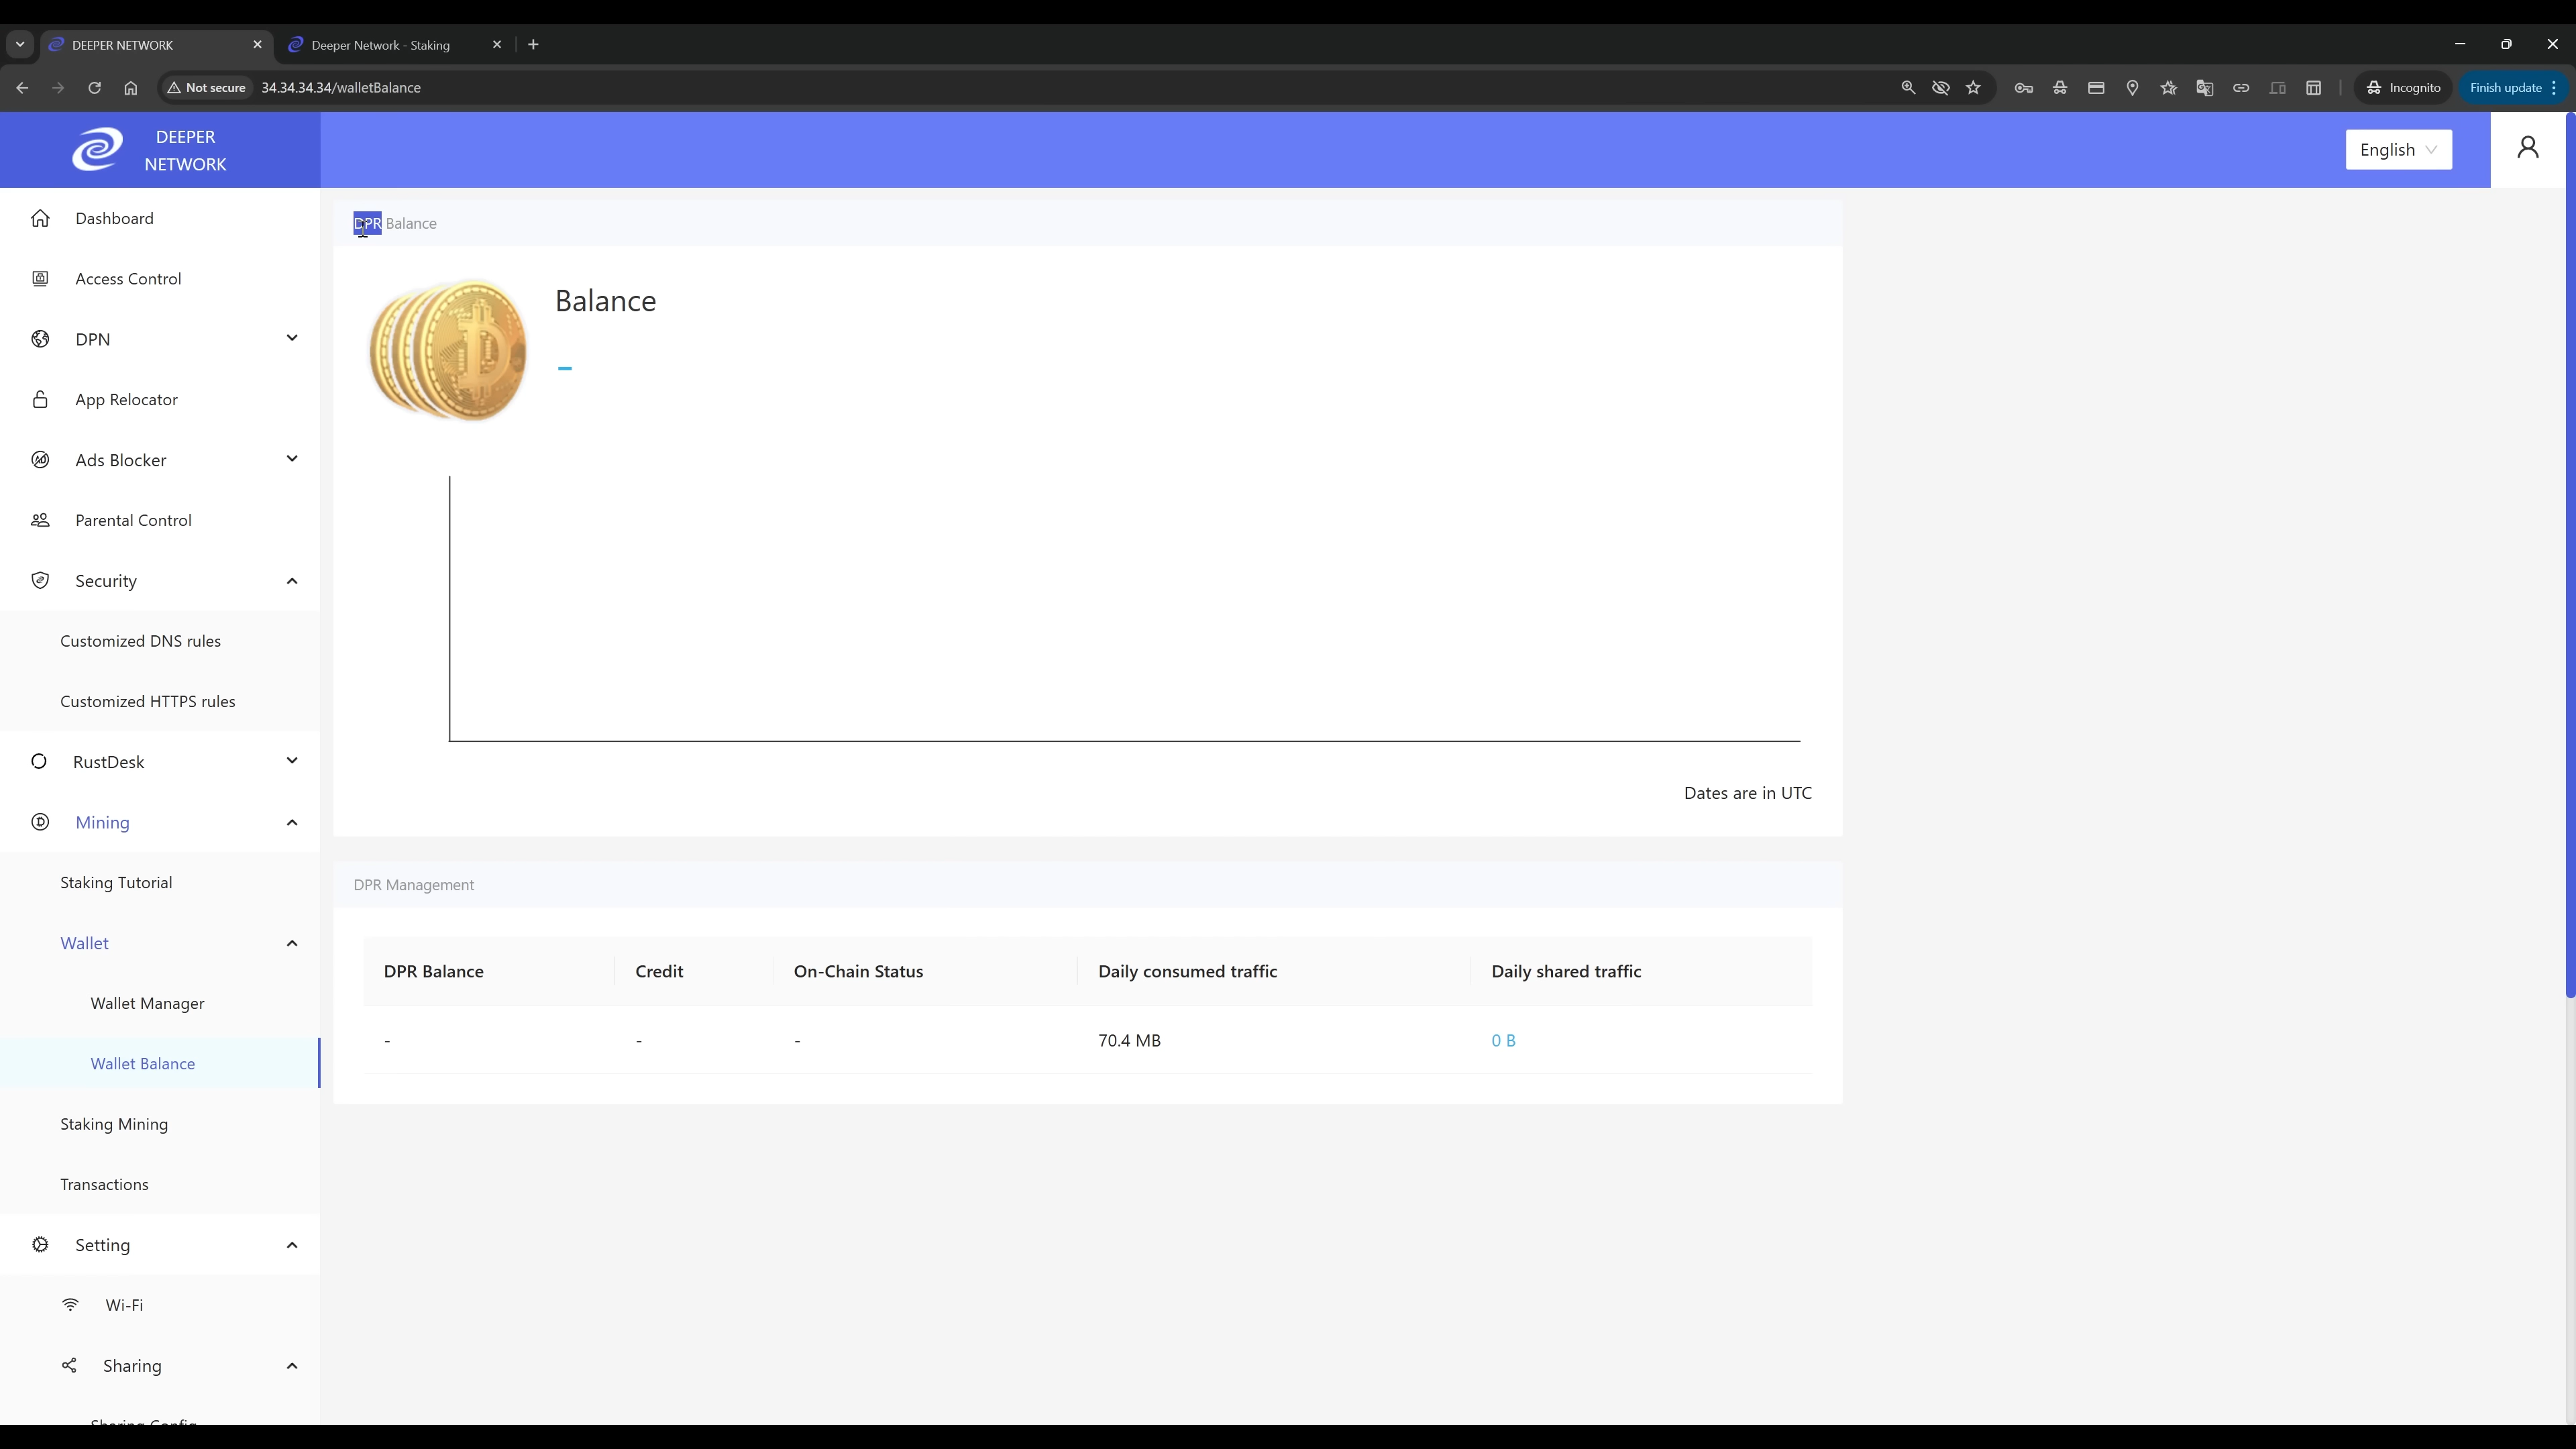 DEEPER NETWORK
Deeper Network - Staking
Not secure
34.34.34.34/walletBalance
Incognito
Finish update
DEEPER
NETWORK
English
Dashboard
Access Control
DPN
App Relocator
Ads Blocker
Parental Control
Security
Customized DNS rules
Customized HTTPS rules
RustDesk
Mining
Staking Tutorial
Wallet
Wallet Manager
Wallet Balance
Staking Mining
Transactions
Setting
Wi-Fi
Sharing
Sharing Config
DPR Balance
Balance
-
Dates are in UTC
DPR Management
DPR Balance Credit On-Chain Status Daily consumed traffic Daily shared traffic
- - - 70.4 MB 0 B